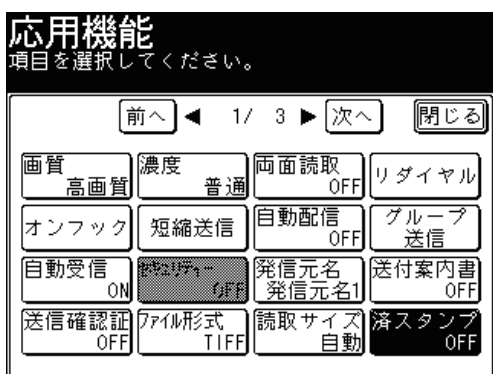 応用機能
項目を選択してください。
前へ ◀ 1/ 3 ▶ 次へ 閉じる
画質 濃度 両面読取 リダイヤル
高画質 普通 OFF
オンフック 短縮送信 自動配信 グループ
OFF 送信
自動受信 セキュリティー 発信元名 送付案内書
ON OFF 発信元名1 OFF
送信確認証 ファイル形式 読取サイズ 済スタンプ
OFF TIFF 自動 OFF